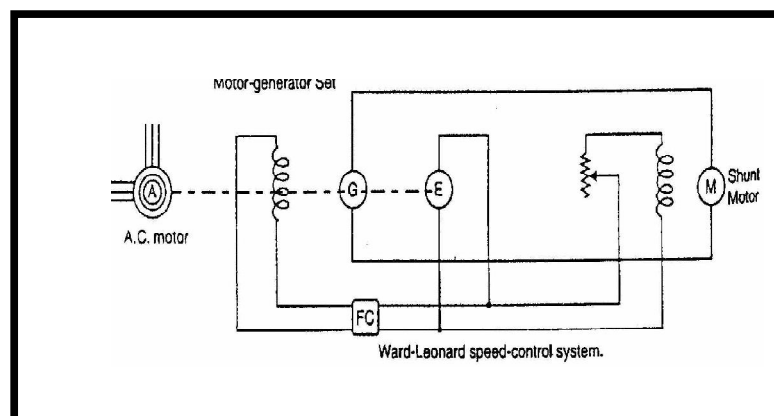 Motor-generator Set
A
G
E
M
Shunt
Motor
A.C. motor
FC
Ward-Leonard speed-control system.